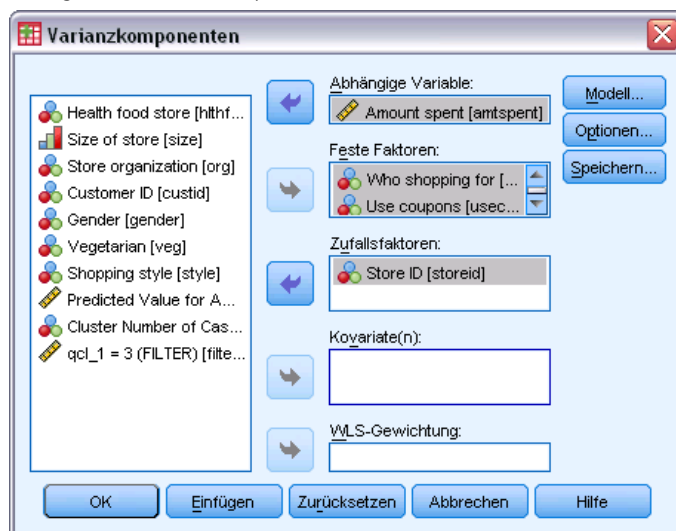 Varianzkomponenten
Health food store [hlthf...
Size of store [size]
Store organization [org]
Customer ID [custid]
Gender [gender]
Vegetarian [veg]
Shopping style [style]
Predicted Value for A...
Cluster Number of Cas...
qcl_1 = 3 (FILTER) [filte...
Abhängige Variable:
Amount spent [amtspent]
Feste Faktoren:
Who shopping for [...
Use coupons [usec...
Zufallsfaktoren:
Store ID [storeid]
Kovariate(n):
WLS-Gewichtung:
Modell...
Optionen...
Speichern...
OK Einfügen Zurücksetzen Abbrechen Hilfe